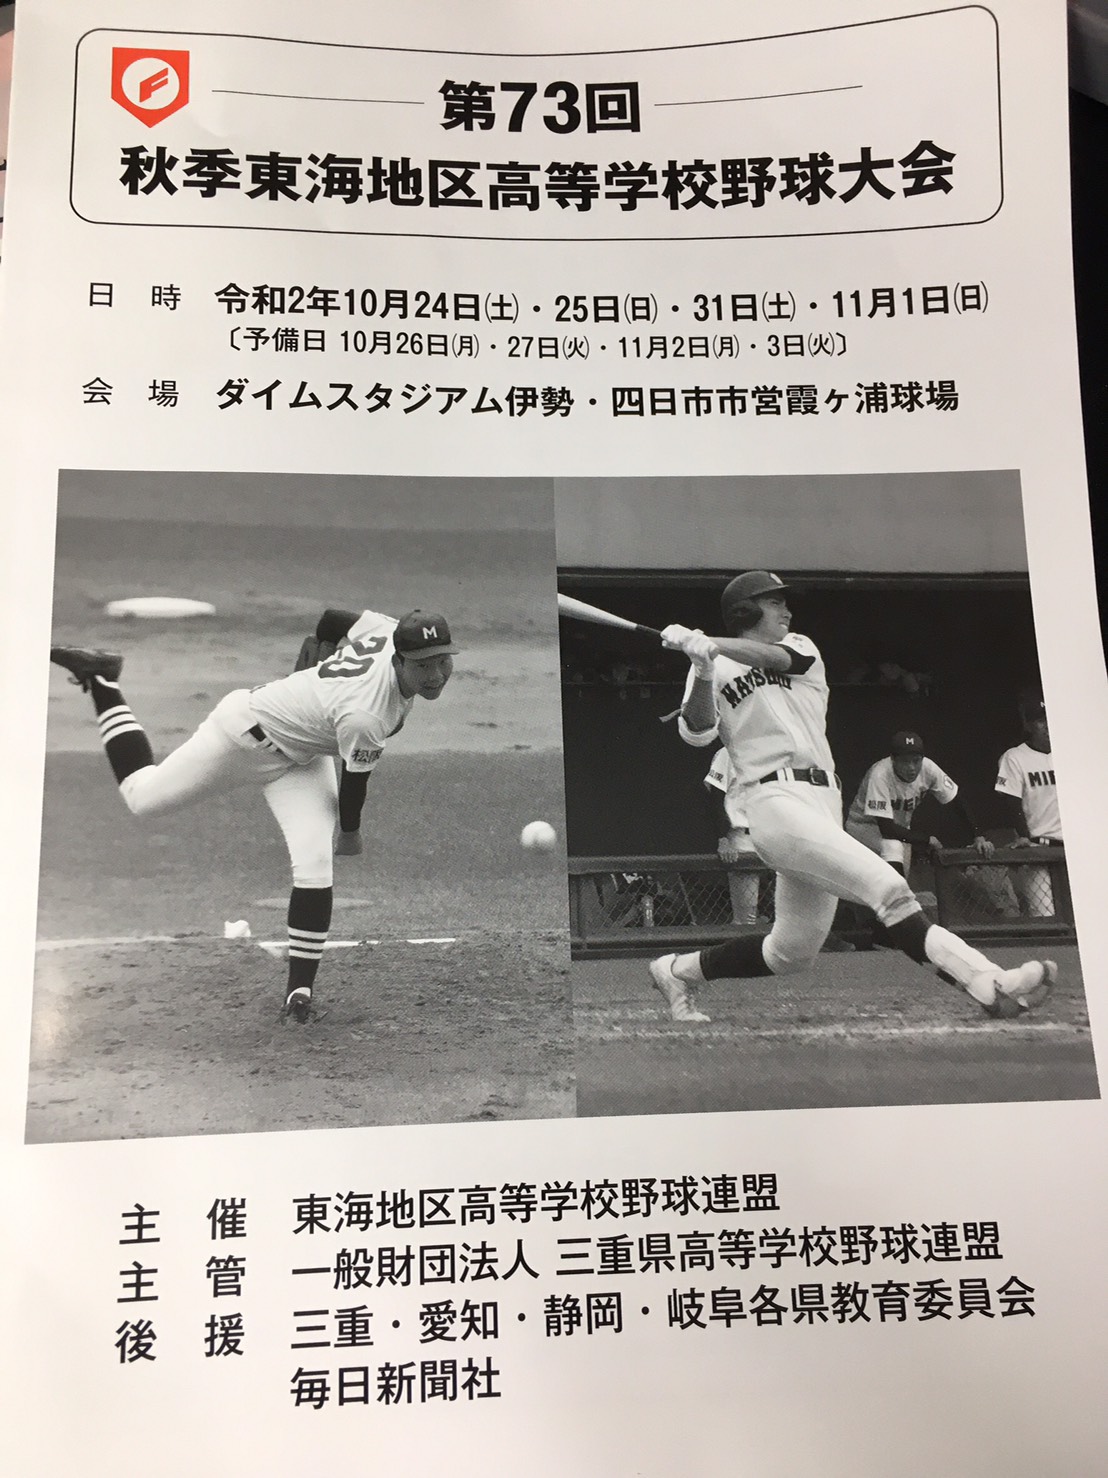 F
第73回
秋季東海地区高等学校野球大会
日 時 令和2年10月24日㈯・25日㈰・31日㈯・11月1日㈰
〔予備日 10月26日㈪・27日㈫・11月2日㈪・3日㈫〕
会 場 ダイムスタジアム伊勢・四日市市営霞ヶ浦球場
M
20
M
松阪
主 催 東海地区高等学校野球連盟
主 管 一般財団法人 三重県高等学校野球連盟
後 援 三重・愛知・静岡・岐阜各県教育委員会
毎日新聞社